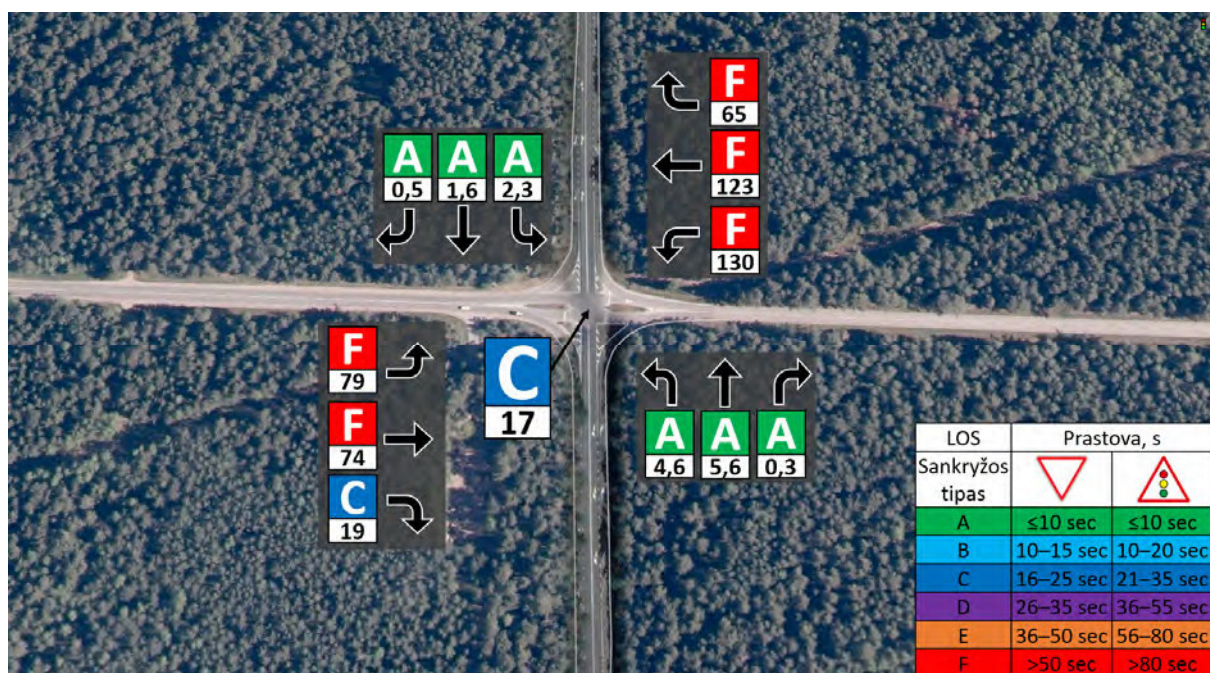 A A A
0,5 1,6 2,3
F
65
F
123
F
130
F
79
F
74
C
19
C
17
A A A
4,6 5,6 0,3
LOS Prastova, s
Sankryžos
tipas
A ≤10 sec ≤10 sec
B 10–15 sec 10–20 sec
C 16–25 sec 21–35 sec
D 26–35 sec 36–55 sec
E 36–50 sec 56–80 sec
F >50 sec >80 sec